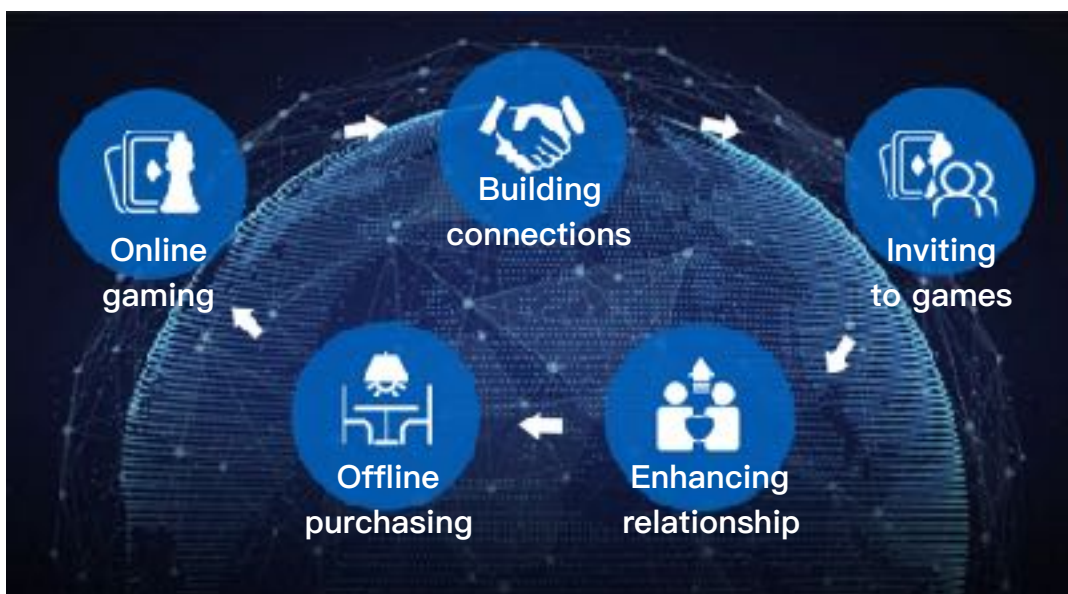 Online
gaming
Building
connections
Inviting
to games
Offline
purchasing
Enhancing
relationship